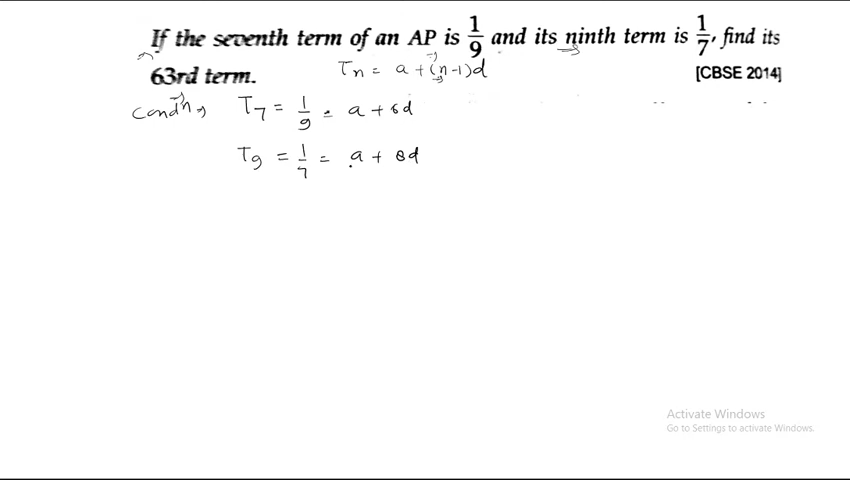 If the seventh term of an AP is 1/9 and its ninth term is 1/7, find its
63rd term. Tn = a + (n-1)d [CBSE 2014]
condn, T7 = 1/9 = a + 6d
T9 = 1/7 = a + 8d
Activate Windows
Go to Settings to activate Windows.